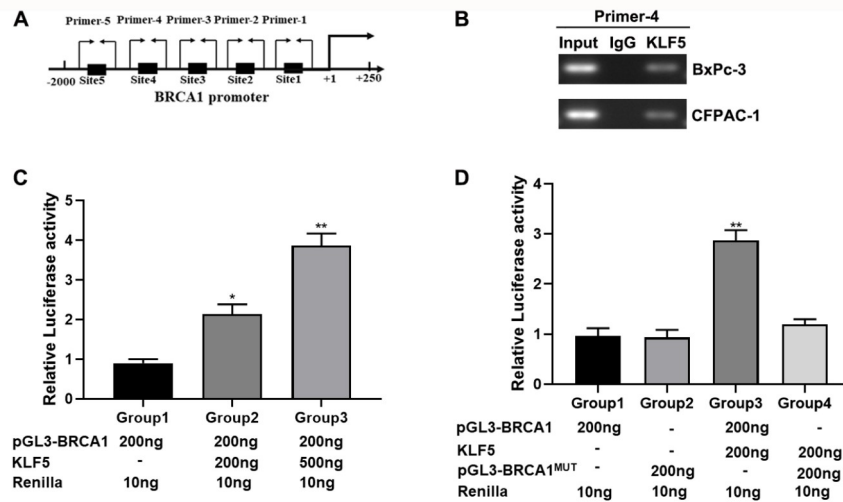 A
Primer-5 Primer-4 Primer-3 Primer-2 Primer-1
-2000 Site5 Site4 Site3 Site2 Site1 +1 +250
BRCA1 promoter
B
Primer-4
Input IgG KLF5
BxPc-3
CFPAC-1
C
Relative Luciferase activity
5
4
3
2
1
0
*
**
Group1 Group2 Group3
pGL3-BRCA1 200ng 200ng 200ng
KLF5 - 200ng 500ng
Renilla 10ng 10ng 10ng
D
Relative Luciferase activity
4
3
2
1
0
**
Group1 Group2 Group3 Group4
pGL3-BRCA1 200ng - 200ng -
KLF5 - - 200ng 200ng
pGL3-BRCA1MUT - 200ng - 200ng
Renilla 10ng 10ng 10ng 10ng